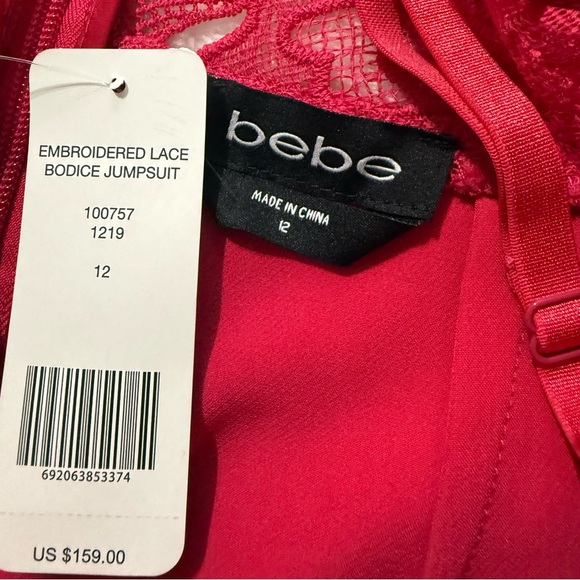 EMBROIDERED LACE
BODICE JUMPSUIT
100757
1219
12
692063853374
US $159.00
bebe
MADE IN CHINA
12